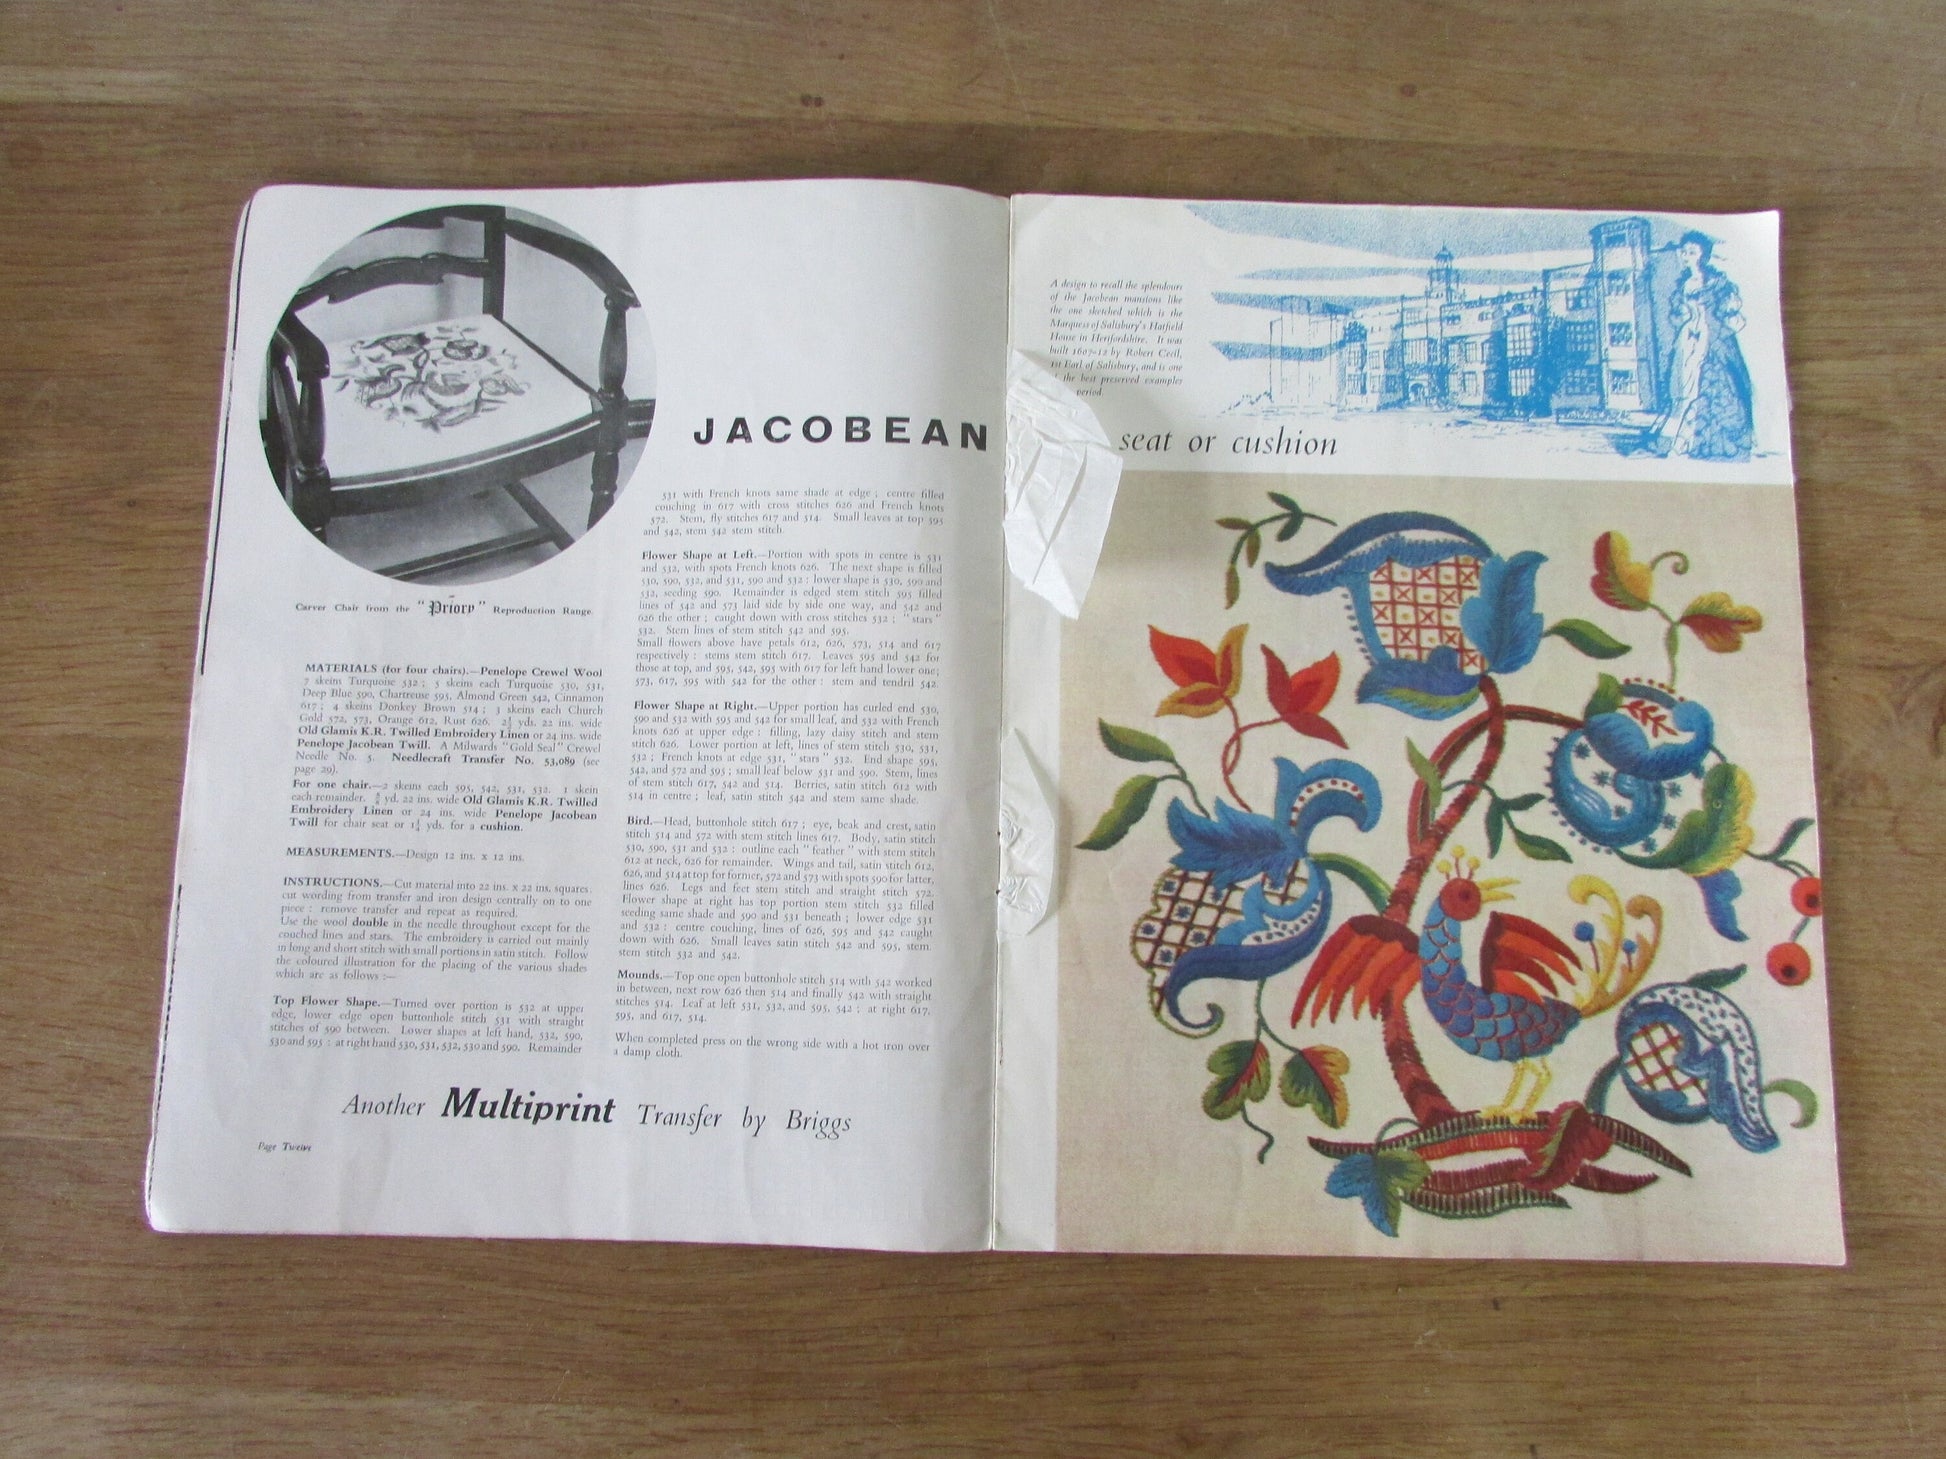 Carver Chair from the "Priory" Reproduction Range.
MATERIALS (for four chairs).—Penelope Crewel Wool
7 skeins Turquoise 532 ; 5 skeins each Turquoise 530, 531,
Deep Blue 590, Chartreuse 595, Almond Green 542, Cinnamon
617 ; 4 skeins Donkey Brown 514 ; 3 skeins each Church
Gold 572, 573, Orange 612, Rust 626. yds. 22 ins. wide
Old Glamis K.R. Twilled Embroidery Linen or 24 ins. wide
Penelope Jacobean Twill. A Milwards "Gold Seal" Crewel
Needle No. 5. Needlecraft Transfer No. 53,089 (see
page 29).
For one chair.—2 skeins each 595, 542, 531, 532. 1 skein
each remainder. yd. 22 ins. wide Old Glamis K.R. Twilled
Embroidery Linen or 24 ins. wide Penelope Jacobean
Twill for chair seat or yds. for a cushion.
MEASUREMENTS.—Design 12 ins. x 12 ins.
INSTRUCTIONS.—Cut material into 22 ins. x 22 ins. squares,
cut wording from transfer and iron design centrally on to one
piece : remove transfer and repeat as required.
Use the wool double in the needle throughout except for the
couched lines and stars. The embroidery is carried out mainly
in long and short stitch with small portions in satin stitch. Follow
the coloured illustration for the placing of the various shades
which are as follows :—
Top Flower Shape.—Turned over portion is 532 at upper
edge, lower edge open buttonhole stitch 531 with straight
stitches of 590 between. Lower shapes at left hand, 532, 590,
530 and 595 : at right hand 530, 531, 532, 530 and 590. Remainder
JACOBEAN
531 with French knots same shade at edge ; centre filled
couching in 617 with cross stitches 626 and French knots
572. Stem, fly stitches 617 and 514. Small leaves at top 595
and 542, stem 542 stem stitch.
Flower Shape at Left.—Portion with spots in centre is 531
and 532, with spots French knots 626. The next shape is filled
530, 590, 532, and 531, 590 and 532 : lower shape is 530, 590 and
532, seeding 590. Remainder is edged stem stitch 595 filled
lines of 542 and 573 laid side by side one way, and 542 and
626 the other ; caught down with cross stitches 532 ; "stars"
532. Stem lines of stem stitch 542 and 595.
Small flowers above have petals 612, 626, 573, 514 and 617
respectively : stems stem stitch 617. Leaves 595 and 542 for
those at top, and 595, 542, 595 with 617 for left hand lower one;
573, 617, 595 with 542 for the other : stem and tendril 542.
Flower Shape at Right.—Upper portion has curled end 530,
590 and 532 with 595 and 542 for small leaf, and 532 with French
knots 626 at upper edge : filling, lazy daisy stitch and stem
stitch 626. Lower portion at left, lines of stem stitch 530, 531,
532 ; French knots at edge 531, "stars" 532. End shape 595,
542, and 572 and 595 ; small leaf below 531 and 590. Stem, lines
of stem stitch 617, 542 and 514. Berries, satin stitch 612 with
514 in centre ; leaf, satin stitch 542 and stem same shade.
Bird.—Head, buttonhole stitch 617 ; eye, beak and crest, satin
stitch 514 and 572 with stem stitch lines 617. Body, satin stitch
530, 590, 531 and 532 : outline each "feather" with stem stitch
612 at neck, 626 for remainder. Wings and tail, satin stitch 612,
626, and 514 at top for former, 572 and 573 with spots 590 for latter,
lines 626. Legs and feet stem stitch and straight stitch 572.
Flower shape at right has top portion stem stitch 532 filled
seeding same shade and 590 and 531 beneath ; lower edge 531
and 532 : centre couching, lines of 626, 595 and 542 caught
down with 626. Small leaves satin stitch 542 and 595, stem
stem stitch 532 and 542.
Mounds.—Top one open buttonhole stitch 514 with 542 worked
in between, next row 626 then 514 and finally 542 with straight
stitches 514. Leaf at left 531, 532, and 595, 542 ; at right 617,
595, and 617, 514.
When completed press on the wrong side with a hot iron over
a damp cloth.
Another Multiprint Transfer by Briggs
Page Twelve
A design to recall the splendours
of the Jacobean mansions like
the one sketched which is the
Marquess of Salisbury's Hatfield
House in Hertfordshire. It was
built 1607-12 by Robert Cecil,
1st Earl of Salisbury, and is one
the best preserved examples
period.
seat or cushion